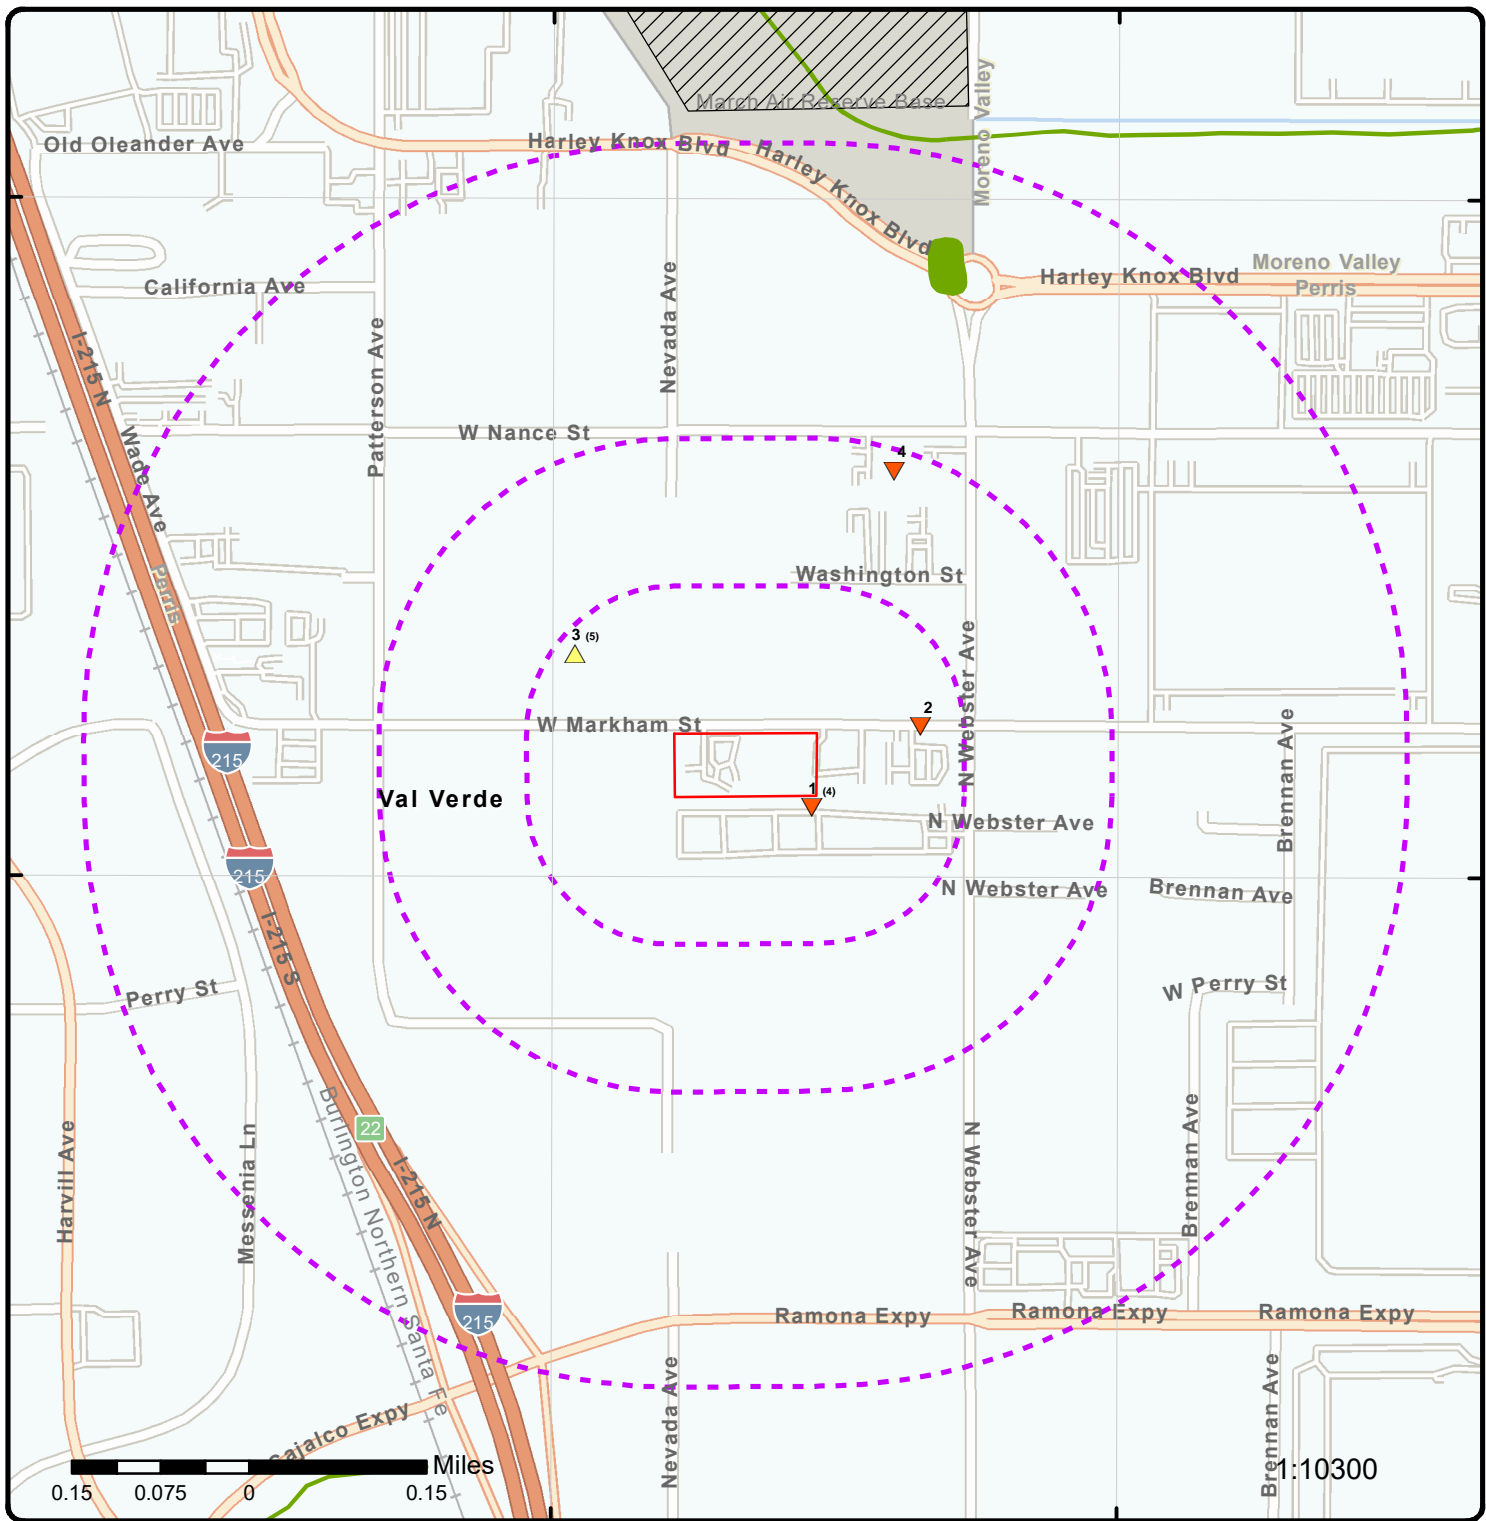 March Air Reserve Base
Moreno Valley
Old Oleander Ave
Harley Knox Blvd
Harley Knox Blvd
Harley Knox Blvd
Moreno Valley
Perris
California Ave
Nevada Ave
I-215 N
Patterson Ave
W Nance St
Wade Ave
4
Washington St
Perris
3 (5)
N Webster Ave
2
W Markham St
215
Brennan Ave
Val Verde
1 (4)
N Webster Ave
215
N Webster Ave
Brennan Ave
I-215 S
Perry St
W Perry St
22
Burlington Northern Santa Fe
Harvill Ave
Messenia Ln
I-215 N
N Webster Ave
Brennan Ave
215
Ramona Expy
Ramona Expy
Ramona Expy
Nevada Ave
Brennan Ave
Cajalco Expy
Miles
0.15 0.075 0 0.15
1:10300